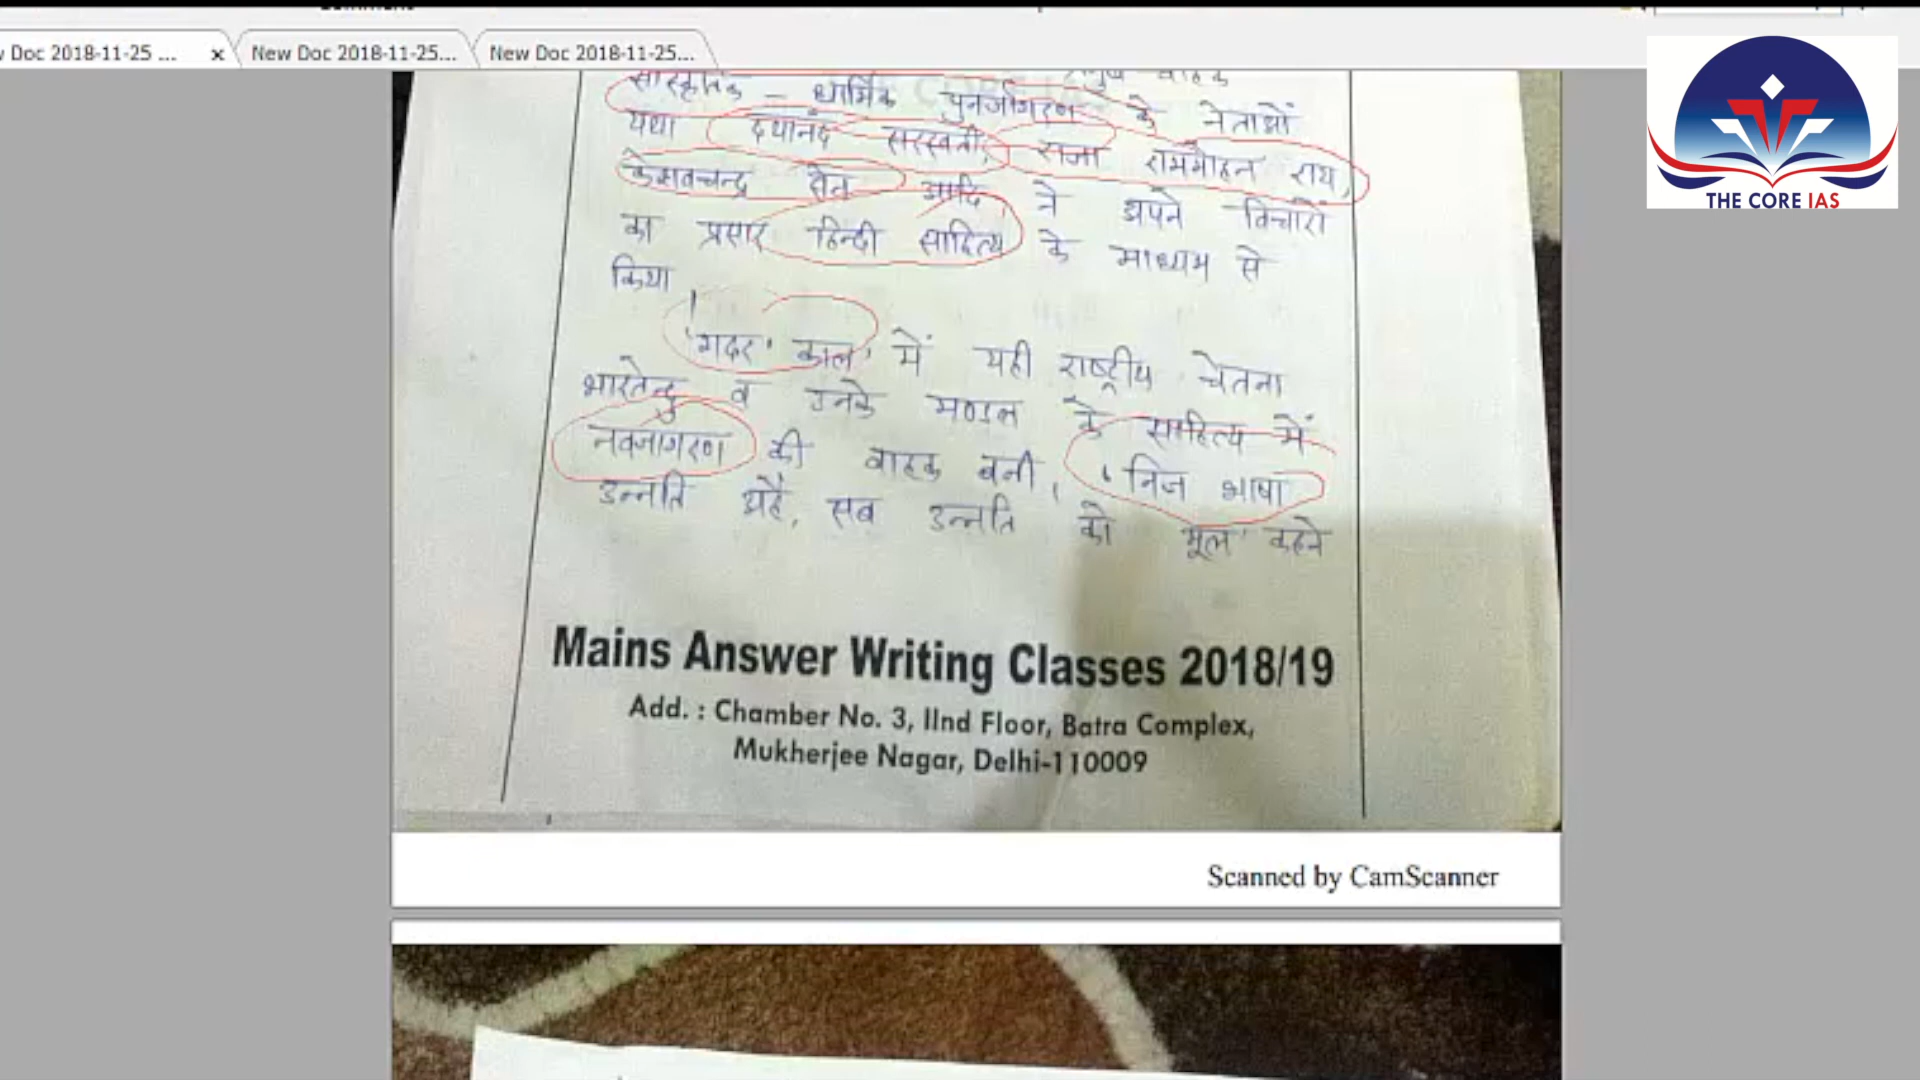 Doc 2018-11-25 ...
New Doc 2018-11-25...
New Doc 2018-11-25...
THE CORE IAS
सांस्कृतिक – धार्मिक पुनर्जागरण के नेताओं
यथा दयानंद सरस्वती, राजा राममोहन राय,
केशवचन्द्र सेन आदि ने अपने विचारों
का प्रसार हिन्दी साहित्य के माध्यम से
किया।
'गदर' काल' में यही राष्ट्रीय चेतना
भारतेन्दु व उनके मण्डल के साहित्य में
नवजागरण की वाहक बनी, 'निज भाषा
उन्नति अहै, सब उन्नति को मूल' कहने
Mains Answer Writing Classes 2018/19
Add. : Chamber No. 3, IInd Floor, Batra Complex,
Mukherjee Nagar, Delhi-110009
Scanned by CamScanner